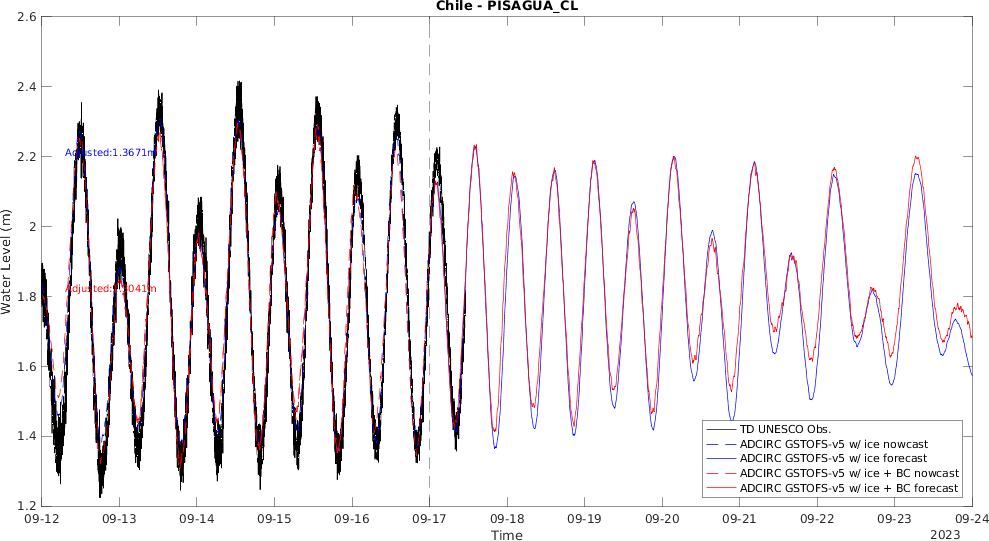 Chile - PISAGUA_CL
2.6
2.4
2.2
2
1.8
1.6
1.4
1.2
Water Level (m)
Adjusted:1.3671m
Adjusted: 041m
TD UNESCO Obs.
ADCIRC GSTOFS-v5 w/ ice nowcast
ADCIRC GSTOFS-v5 w/ ice forecast
ADCIRC GSTOFS-v5 w/ ice + BC nowcast
ADCIRC GSTOFS-v5 w/ ice + BC forecast
09-12 09-13 09-14 09-15 09-16 09-17 09-18 09-19 09-20 09-21 09-22 09-23 09-24
Time
2023